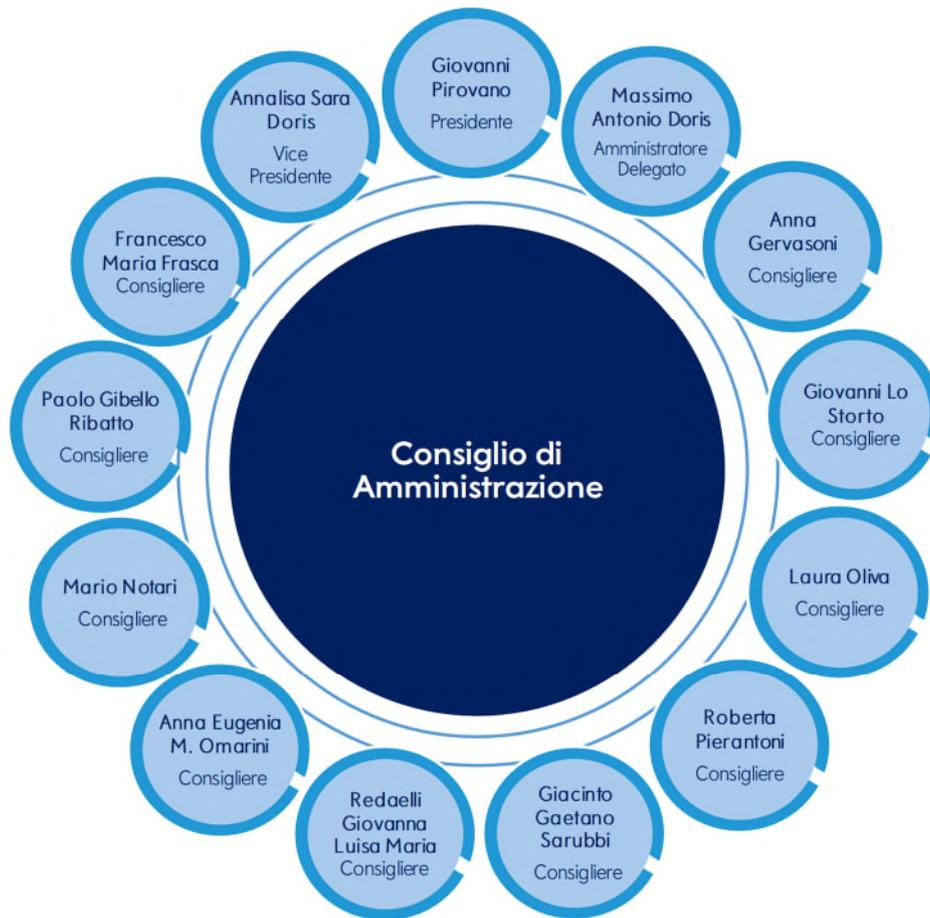 Giovanni
Pirovano
Presidente
Massimo
Antonio Doris
Amministratore
Delegato
Anna
Gervasoni
Consigliere
Giovanni Lo
Storto
Consigliere
Laura Oliva
Consigliere
Roberta
Pierantoni
Consigliere
Giacinto
Gaetano
Sarubbi
Consigliere
Redaelli
Giovanna
Luisa Maria
Consigliere
Anna Eugenia
M. Omarini
Consigliere
Mario Notari
Consigliere
Paolo Gibello
Ribatto
Consigliere
Francesco
Maria Frasca
Consigliere
Annalisa Sara
Doris
Vice
Presidente
Consiglio di
Amministrazione